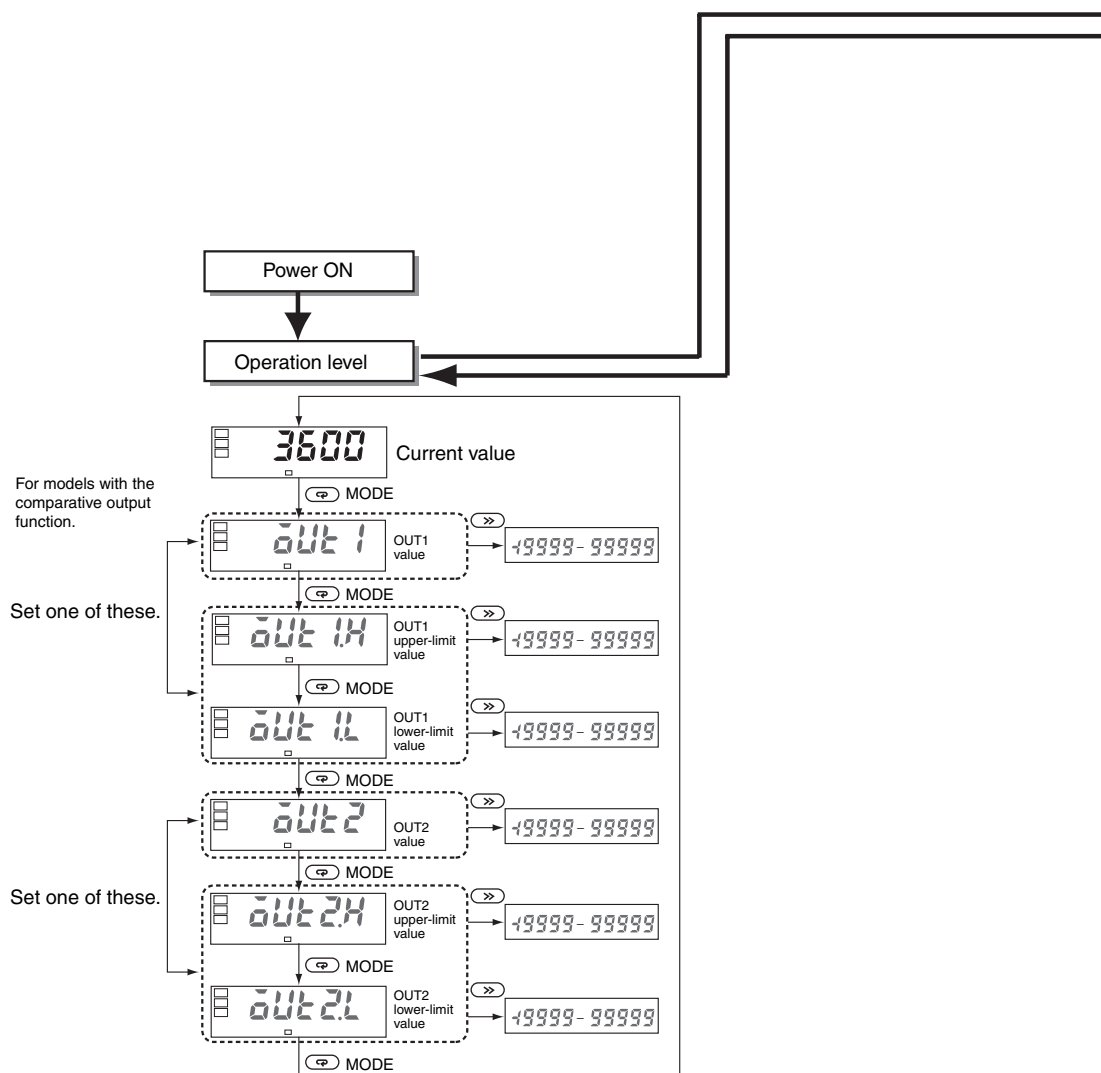 Power ON
Operation level
3600
Current value
For models with the
comparative output
function.
MODE
oUt 1
OUT1
value
-19999-99999
MODE
Set one of these.
oUt 1.H
OUT1
upper-limit
value
-19999-99999
MODE
oUt 1.L
OUT1
lower-limit
value
-19999-99999
MODE
oUt2
OUT2
value
-19999-99999
MODE
Set one of these.
oUt2.H
OUT2
upper-limit
value
-19999-99999
MODE
oUt2.L
OUT2
lower-limit
value
-19999-99999
MODE